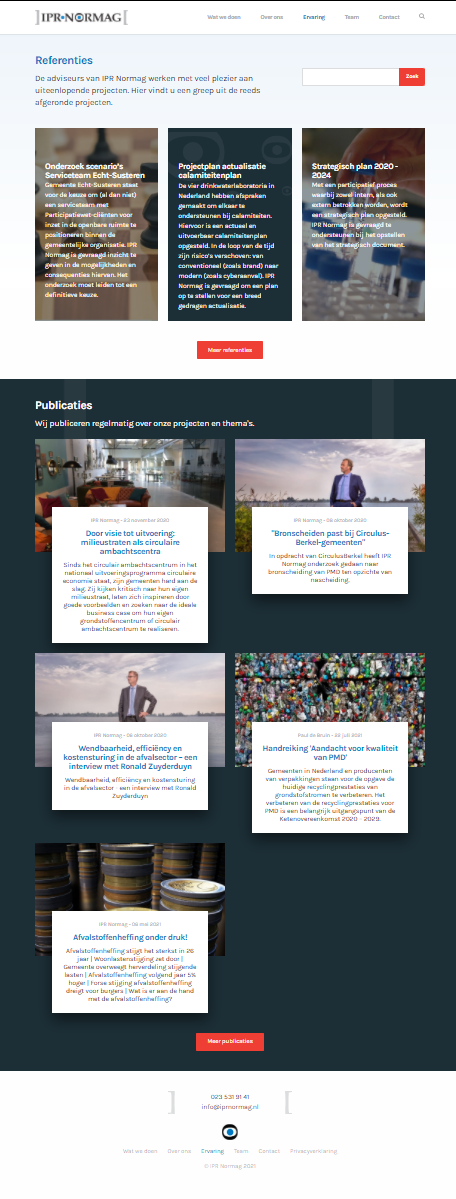 IPR NORMAG
Wat we doen
Over ons
Ervaring
Team
Contact
Referenties
De adviseurs van IPR Normag werken met veel plezier aan
uiteenlopende projecten. Hier vindt u een greep uit de reeds
afgeronde projecten.
Zoek
Onderzoek scenario's
Serviceteam Echt-Susteren
Gemeente Echt-Susteren staat
voor de keuze om (al dan niet)
een serviceteam met
Participatiewet-cliënten voor
inzet in de openbare ruimte te
positioneren binnen de
gemeentelijke organisatie. IPR
Normag is gevraagd inzicht te
geven in de mogelijkheden en
consequenties hiervan. Het
onderzoek moet leiden tot een
definitieve keuze.
Projectplan actualisatie
calamiteitenplan
De vier drinkwaterlaboratoria in
Nederland hebben afspraken
gemaakt om elkaar te
ondersteunen bij calamiteiten.
Hiervoor is een actueel en
uitvoerbaar calamiteitenplan
opgesteld. In de loop van de tijd
zijn risico's verschoven: van
conventioneel (zoals brand) naar
modern (zoals cyberaanval). IPR
Normag is gevraagd om een plan
op te stellen voor een breed
gedragen actualisatie.
Strategisch plan 2020 -
2024
Met een participatief proces
waarbij zowel intern, als ook
extern betrokken worden, wordt
een strategisch plan opgesteld.
IPR Normag is gevraagd te
ondersteunen bij het opstellen
van het strategisch document.
Meer referenties
Publicaties
Wij publiceren regelmatig over onze projecten en thema's.
IPR Normag - 23 november 2020
Door visie tot uitvoering:
milieustraten als circulaire
ambachtscentra
Sinds het circulair ambachtscentrum in het
nationaal uitvoeringsprogramma circulaire
economie staat, zijn gemeenten hard aan de
slag. Zij kijken kritisch naar hun eigen
milieustraat, laten zich inspireren door
goede voorbeelden en zoeken naar de ideale
business case om hun eigen
grondstoffencentrum of circulair
ambachtscentrum te realiseren.
IPR Normag - 06 oktober 2020
"Bronscheiden past bij Circulus-
Berkel-gemeenten"
In opdracht van CirculusBerkel heeft IPR
Normag onderzoek gedaan naar
bronscheiding van PMD ten opzichte van
nascheiding.
IPR Normag - 06 oktober 2020
Wendbaarheid, efficiëncy en
kostensturing in de afvalsector – een
interview met Ronald Zuyderduyn
Wendbaarheid, efficiëncy en kostensturing
in de afvalsector - een interview met Ronald
Zuyderduyn
Paul de Bruin - 22 juli 2021
Handreiking 'Aandacht voor kwaliteit
van PMD'
Gemeenten in Nederland en producenten
van verpakkingen staan voor de opgave de
huidige recyclingprestaties van
grondstofstromen te verbeteren. Het
verbeteren van de recyclingprestaties voor
PMD is een belangrijk uitgangspunt van de
Ketenovereenkomst 2020 - 2029.
IPR Normag - 06 mei 2021
Afvalstoffenheffing onder druk!
Afvalstoffenheffing stijgt het sterkst in 26
jaar | Woonlastenstijging zet door |
Gemeente overweegt herverdeling stijgende
lasten | Afvalstoffenheffing volgend jaar 5%
hoger | Forse stijging afvalstoffenheffing
dreigt voor burgers | Wat is er aan de hand
met de afvalstoffenheffing?
Meer publicaties
023 531 91 41
info@iprnormag.nl
Wat we doen
Over ons
Ervaring
Team
Contact
Privacyverklaring
© IPR Normag 2021